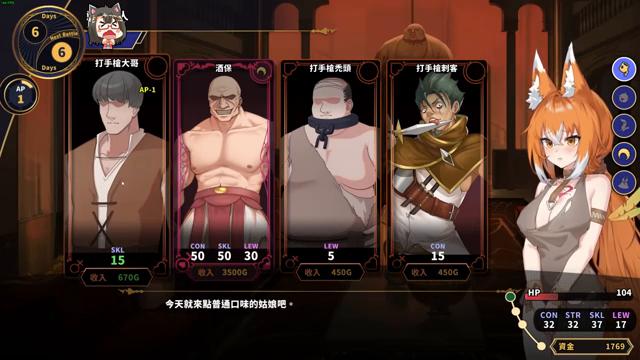 Days
6
Next Battle
6
Days
AP
1
打手槍大哥
AP-1
SKL
15
收入 670G
酒保
CON SKL LEW
50 50 30
收入 3500G
打手槍禿頭
LEW
5
收入 450G
打手槍刺客
CON
15
收入 450G
今天就來點普通口味的姑娘吧。
HP 104
CON STR SKL LEW
32 32 37 17
資金 1769